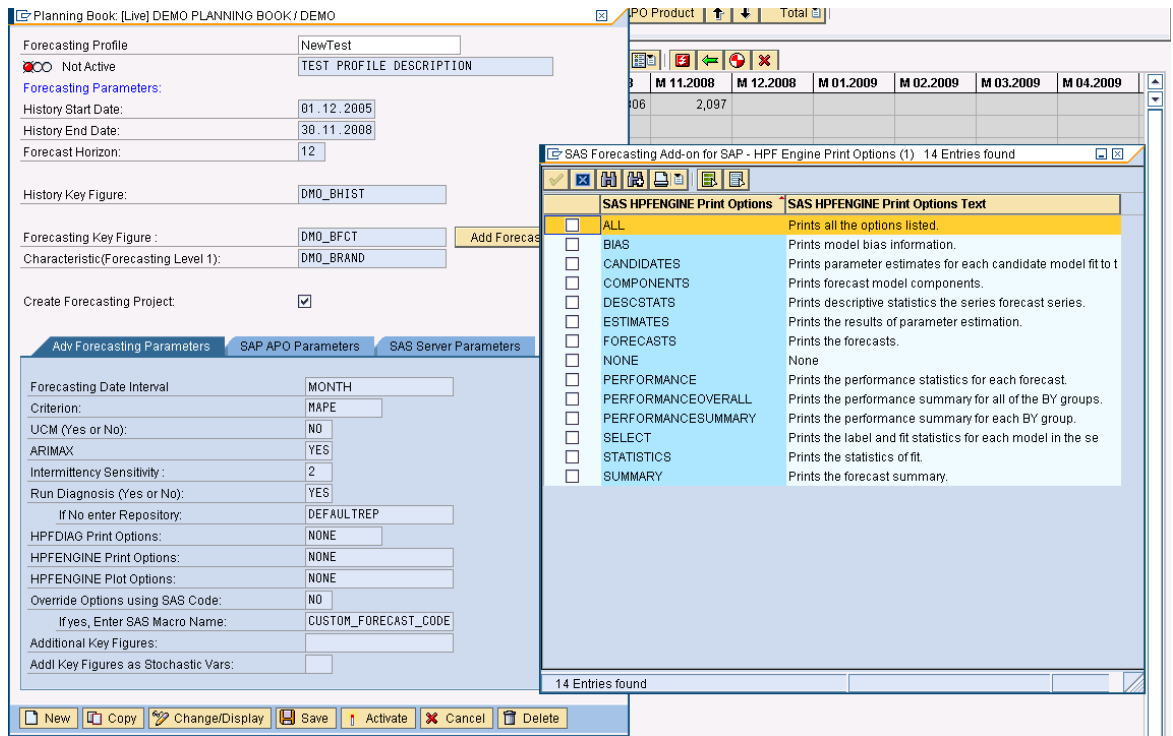 Planning Book: [Live] DEMO PLANNING BOOK / DEMO
Forecasting Profile NewTest
Not Active TEST PROFILE DESCRIPTION
Forecasting Parameters:
History Start Date: 01.12.2005
History End Date: 30.11.2008
Forecast Horizon: 12
History Key Figure: DMO_BHIST
Forecasting Key Figure : DMO_BFCT Add Forecas
Characteristic(Forecasting Level 1): DMO_BRAND
Create Forecasting Project:
Adv Forecasting Parameters SAP APO Parameters SAS Server Parameters
Forecasting Date Interval MONTH
Criterion: MAPE
UCM (Yes or No): NO
ARIMAX YES
Intermittency Sensitivity : 2
Run Diagnosis (Yes or No): YES
If No enter Repository: DEFAULTREP
HPFDIAG Print Options: NONE
HPFENGINE Print Options: NONE
HPFENGINE Plot Options: NONE
Override Options using SAS Code: NO
If yes, Enter SAS Macro Name: CUSTOM_FORECAST_CODE
Additional Key Figures:
Addl Key Figures as Stochastic Vars:
New Copy Change/Display Save Activate Cancel Delete
APO Product Total
8 M 11.2008 M 12.2008 M 01.2009 M 02.2009 M 03.2009 M 04.2009
306 2,097
SAS Forecasting Add-on for SAP - HPF Engine Print Options (1) 14 Entries found
SAS HPFENGINE Print Options SAS HPFENGINE Print Options Text
ALL Prints all the options listed.
BIAS Prints model bias information.
CANDIDATES Prints parameter estimates for each candidate model fit to t
COMPONENTS Prints forecast model components.
DESCSTATS Prints descriptive statistics the series forecast series.
ESTIMATES Prints the results of parameter estimation.
FORECASTS Prints the forecasts.
NONE None
PERFORMANCE Prints the performance statistics for each forecast.
PERFORMANCEOVERALL Prints the performance summary for all of the BY groups.
PERFORMANCESUMMARY Prints the performance summary for each BY group.
SELECT Prints the label and fit statistics for each model in the se
STATISTICS Prints the statistics of fit.
SUMMARY Prints the forecast summary.
14 Entries found